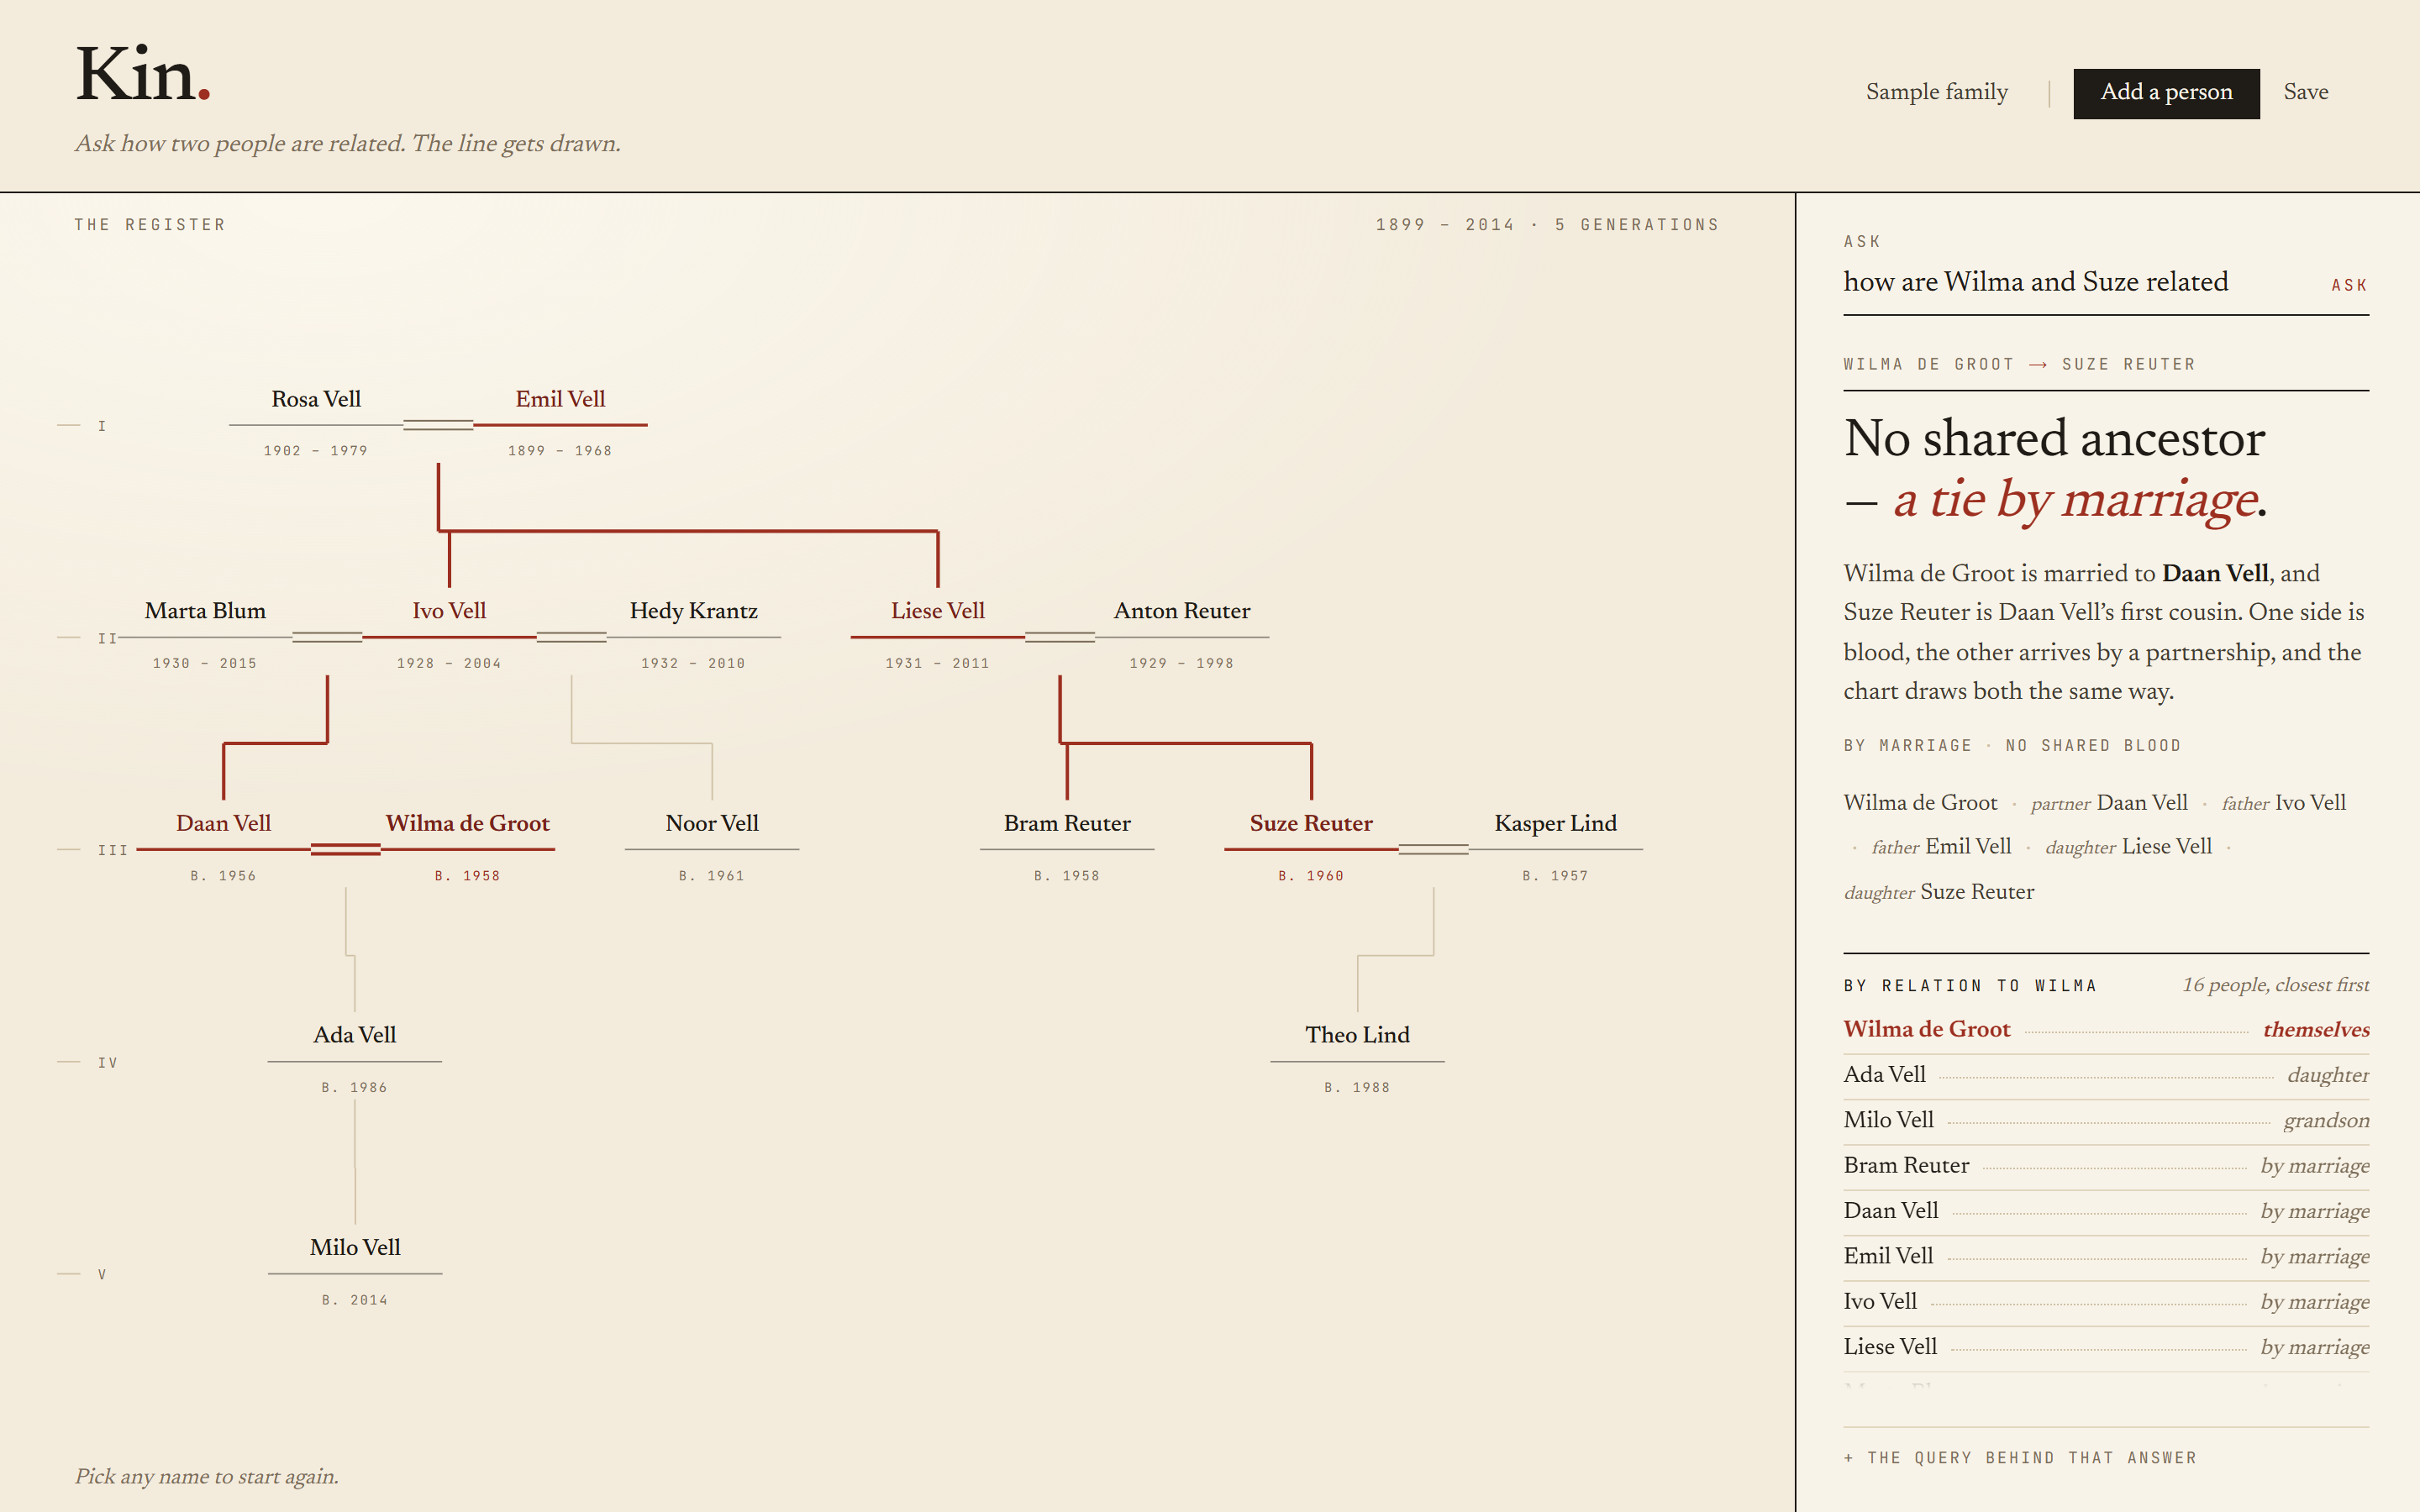 Kin.
Ask how two people are related. The line gets drawn.
Sample family
Add a person
Save
THE REGISTER
1899 – 2014 · 5 GENERATIONS
Rosa Vell
Emil Vell
I
1902 – 1979
1899 – 1968
Marta Blum
Ivo Vell
Hedy Krantz
Liese Vell
Anton Reuter
II
1930 – 2015
1928 – 2004
1932 – 2010
1931 – 2011
1929 – 1998
Daan Vell
Wilma de Groot
Noor Vell
Bram Reuter
Suze Reuter
Kasper Lind
III
B. 1956
B. 1958
B. 1961
B. 1958
B. 1960
B. 1957
Ada Vell
Theo Lind
IV
B. 1986
B. 1988
Milo Vell
V
B. 2014
Pick any name to start again.
ASK
how are Wilma and Suze related
ASK
WILMA DE GROOT → SUZE REUTER
No shared ancestor
– a tie by marriage.
Wilma de Groot is married to Daan Vell, and
Suze Reuter is Daan Vell’s first cousin. One side is
blood, the other arrives by a partnership, and the
chart draws both the same way.
BY MARRIAGE · NO SHARED BLOOD
Wilma de Groot · partner Daan Vell · father Ivo Vell
· father Emil Vell · daughter Liese Vell ·
daughter Suze Reuter
BY RELATION TO WILMA
16 people, closest first
Wilma de Groot themselves
Ada Vell daughter
Milo Vell grandson
Bram Reuter by marriage
Daan Vell by marriage
Emil Vell by marriage
Ivo Vell by marriage
Liese Vell by marriage
+ THE QUERY BEHIND THAT ANSWER